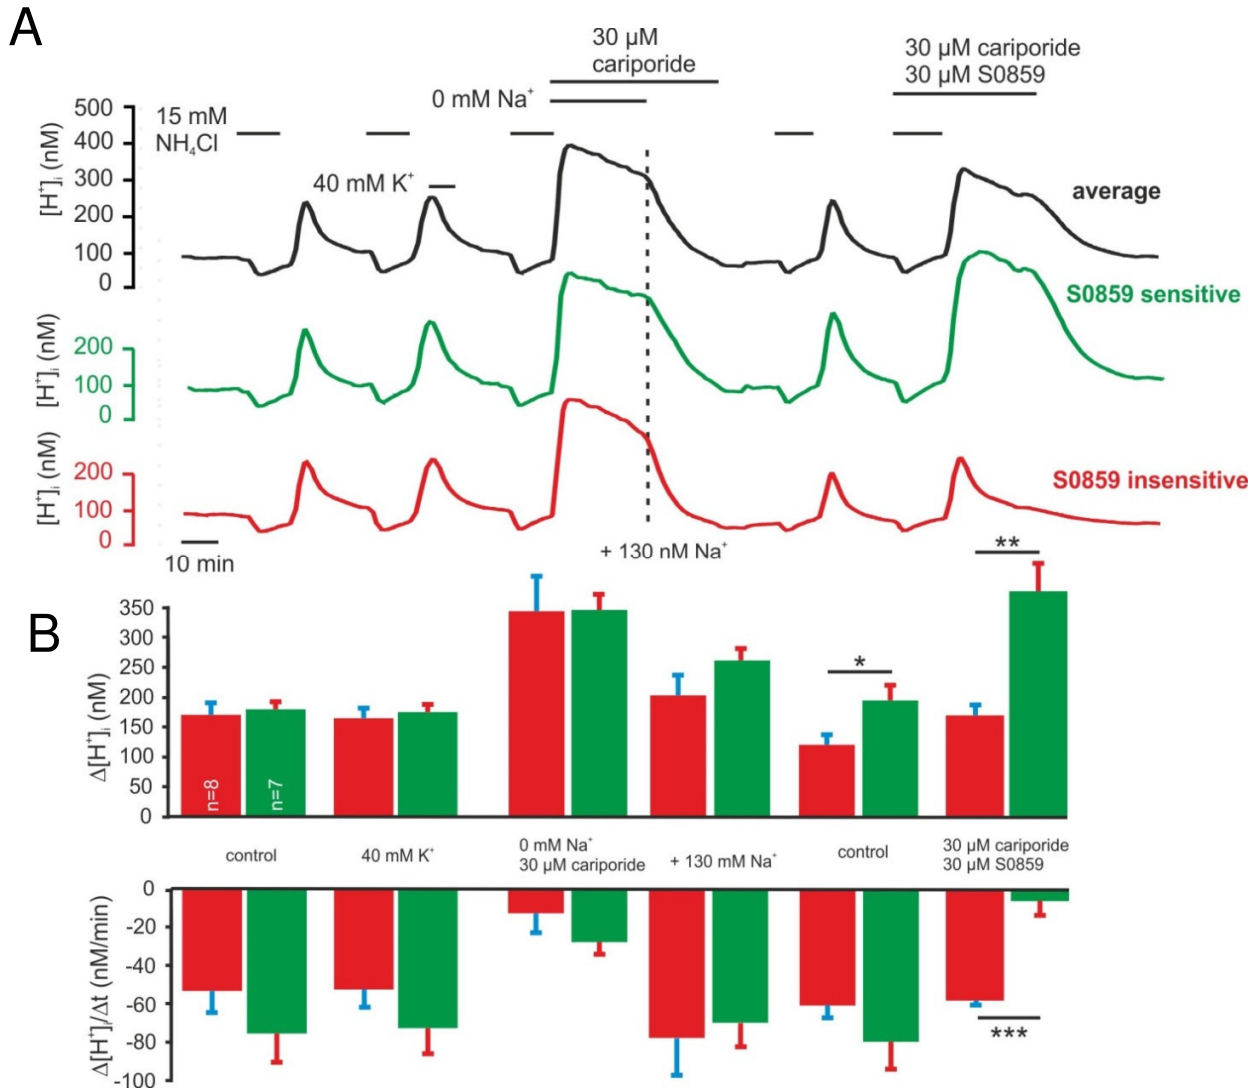 A
30 µM
cariporide
30 µM cariporide
30 µM S0859
0 mM Na⁺
15 mM
NH₄Cl
40 mM K⁺
[H⁺]ᵢ (nM)
500
400
300
200
100
0
average
S0859 sensitive
[H⁺]ᵢ (nM)
200
100
0
S0859 insensitive
[H⁺]ᵢ (nM)
200
100
0
10 min
+ 130 nM Na⁺
B
Δ[H⁺]ᵢ (nM)
350
300
250
200
150
100
50
0
n=8
n=7
*
**
control
40 mM K⁺
0 mM Na⁺
30 µM cariporide
+ 130 mM Na⁺
control
30 µM cariporide
30 µM S0859
Δ[H⁺]ᵢ/Δt (nM/min)
0
-20
-40
-60
-80
-100
***